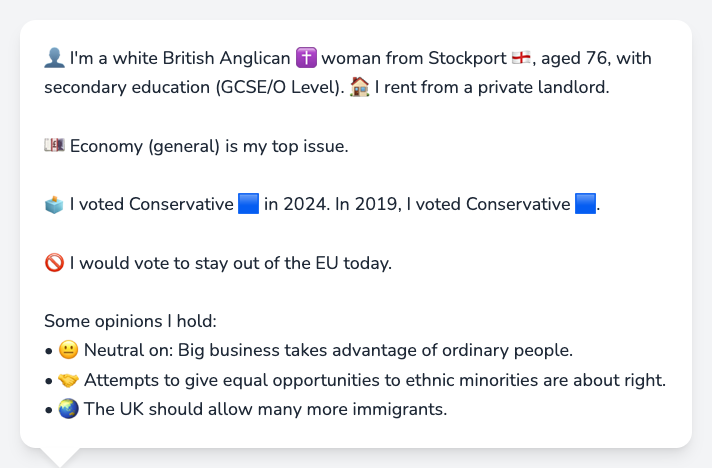 👤 I'm a white British Anglican ✝️ woman from Stockport 🏴󠁧󠁢󠁥󠁮󠁧󠁿, aged 76, with
secondary education (GCSE/O Level). 🏠 I rent from a private landlord.
💷 Economy (general) is my top issue.
🗳️ I voted Conservative 🟦 in 2024. In 2019, I voted Conservative 🟦.
🚫 I would vote to stay out of the EU today.
Some opinions I hold:
• 😐 Neutral on: Big business takes advantage of ordinary people.
• 🤝 Attempts to give equal opportunities to ethnic minorities are about right.
• 🌏 The UK should allow many more immigrants.